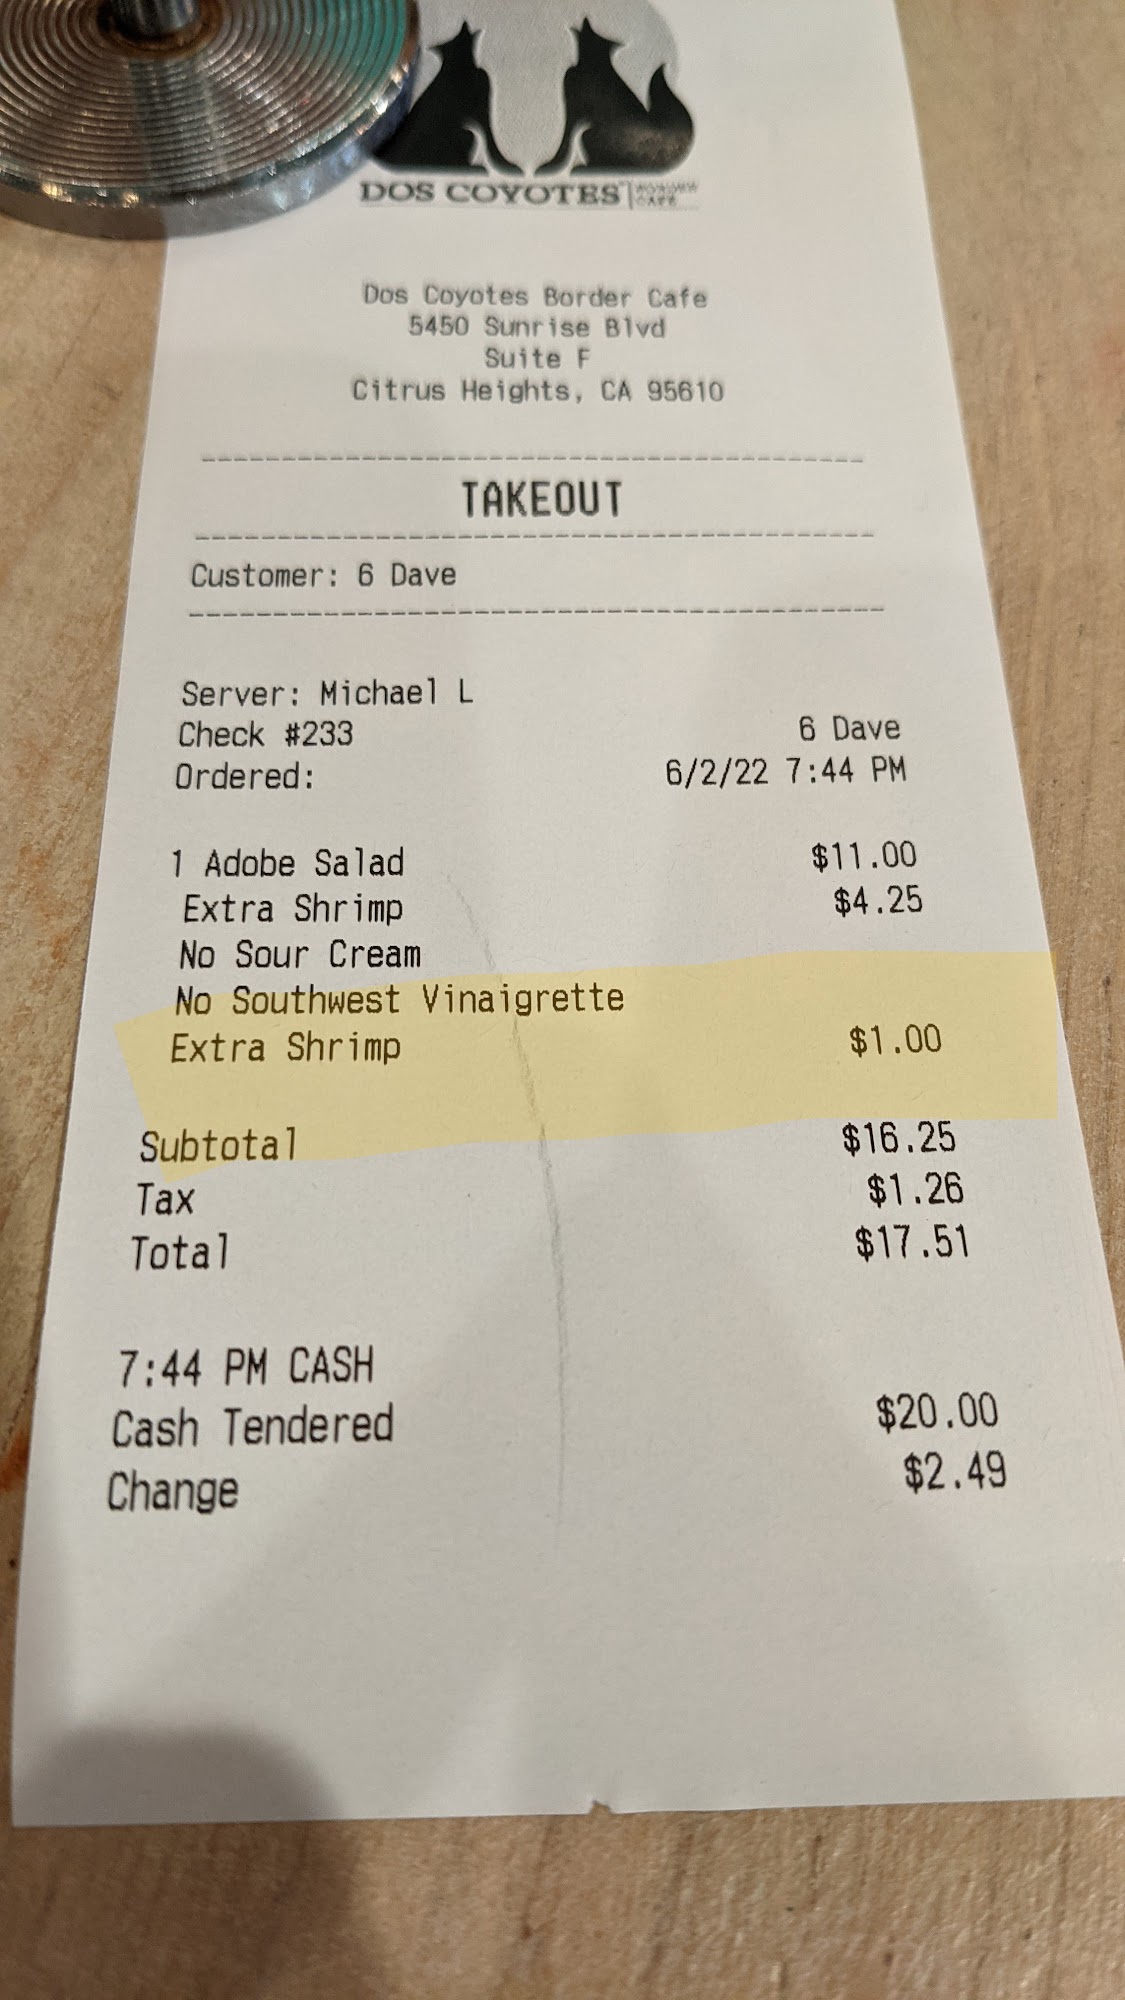 DOS COYOTES
Dos Coyotes Border Cafe
5450 Sunrise Blvd
Suite F
Citrus Heights, CA 95610
TAKEOUT
Customer: 6 Dave
Server: Michael L
Check #233 6 Dave
Ordered: 6/2/22 7:44 PM
1 Adobe Salad $11.00
Extra Shrimp $4.25
No Sour Cream
No Southwest Vinaigrette
Extra Shrimp $1.00
Subtotal $16.25
Tax $1.26
Total $17.51
7:44 PM CASH
Cash Tendered $20.00
Change $2.49